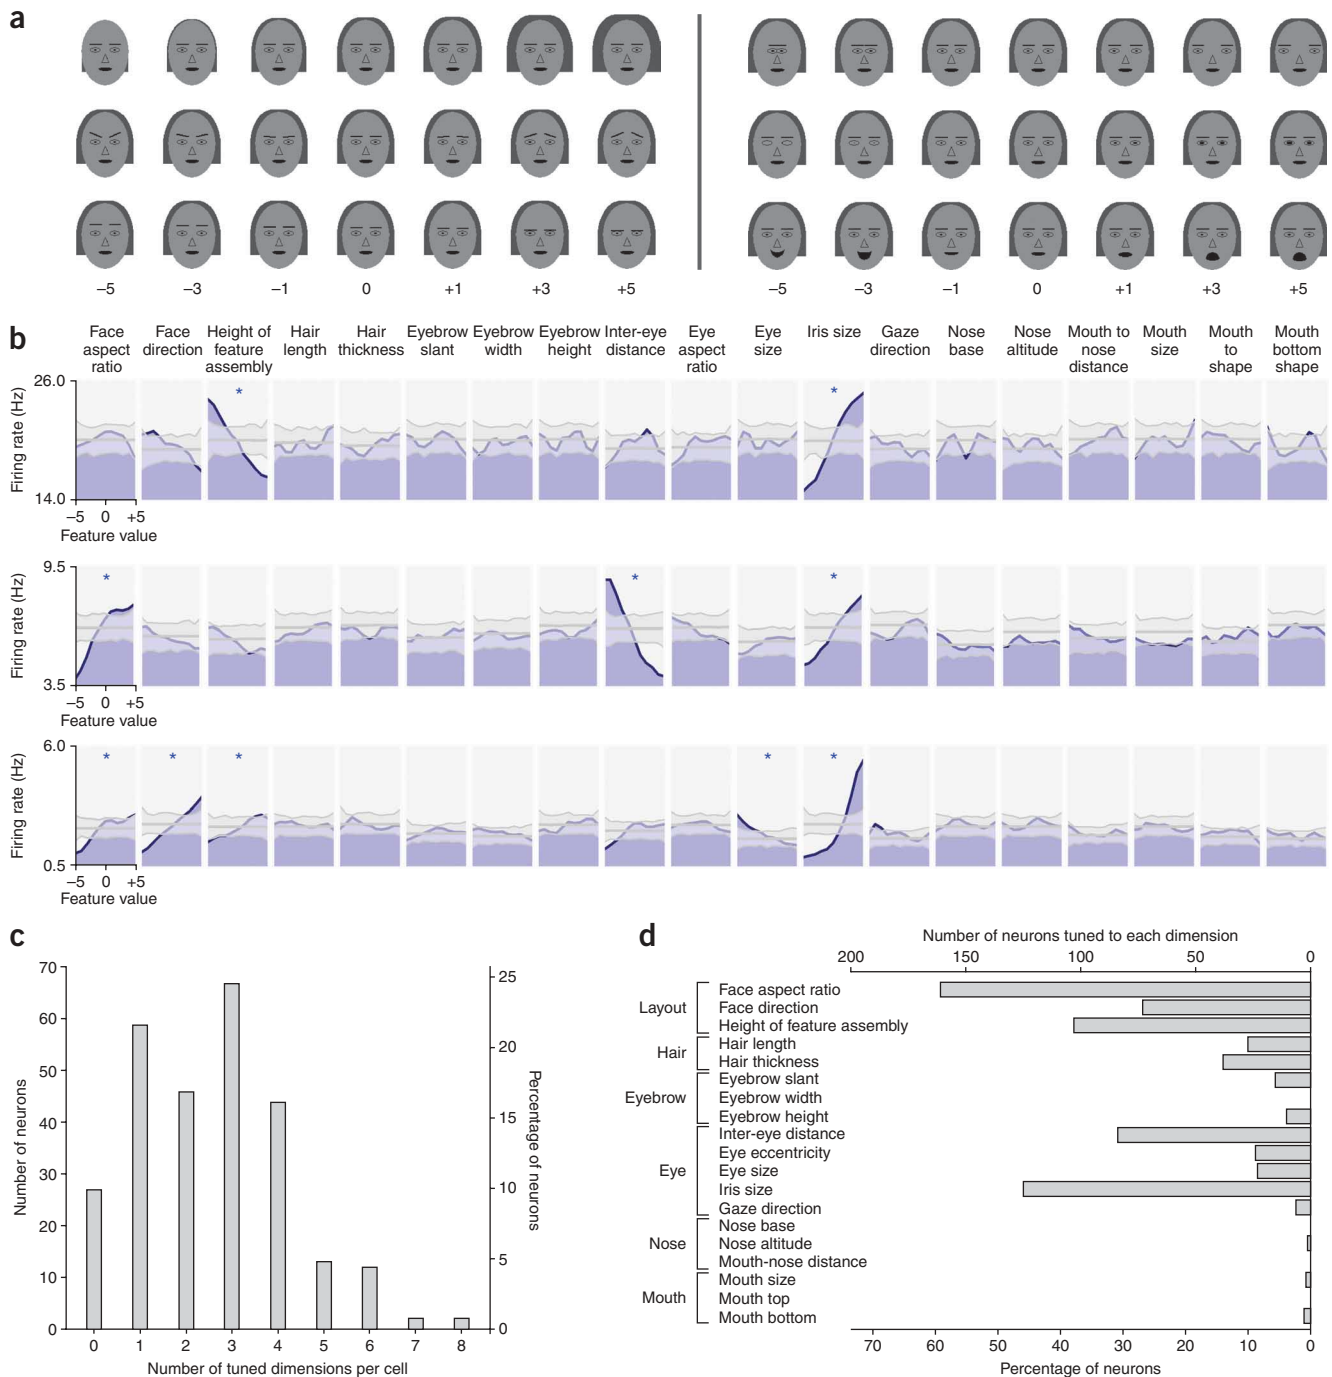 a
−5 −3 −1 0 +1 +3 +5 −5 −3 −1 0 +1 +3 +5
b
Face aspect ratio
Face direction
Height of feature assembly
Hair length
Hair thickness
Eyebrow slant
Eyebrow width
Eyebrow height
Inter-eye distance
Eye aspect ratio
Eye size
Iris size
Gaze direction
Nose base
Nose altitude
Mouth to nose distance
Mouth size
Mouth to shape
Mouth bottom shape
26.0
* *
Firing rate (Hz)
14.0
−5 0 +5
Feature value
9.5
* * *
Firing rate (Hz)
3.5
−5 0 +5
Feature value
6.0
* * * * *
Firing rate (Hz)
0.5
−5 0 +5
Feature value
c
70
60
50
40
30
20
10
0
Number of neurons
25
20
15
10
5
0
Percentage of neurons
0 1 2 3 4 5 6 7 8
Number of tuned dimensions per cell
d
Number of neurons tuned to each dimension
200 150 100 50 0
Layout
Face aspect ratio
Face direction
Height of feature assembly
Hair
Hair length
Hair thickness
Eyebrow
Eyebrow slant
Eyebrow width
Eyebrow height
Eye
Inter-eye distance
Eye eccentricity
Eye size
Iris size
Gaze direction
Nose
Nose base
Nose altitude
Mouth-nose distance
Mouth
Mouth size
Mouth top
Mouth bottom
70 60 50 40 30 20 10 0
Percentage of neurons